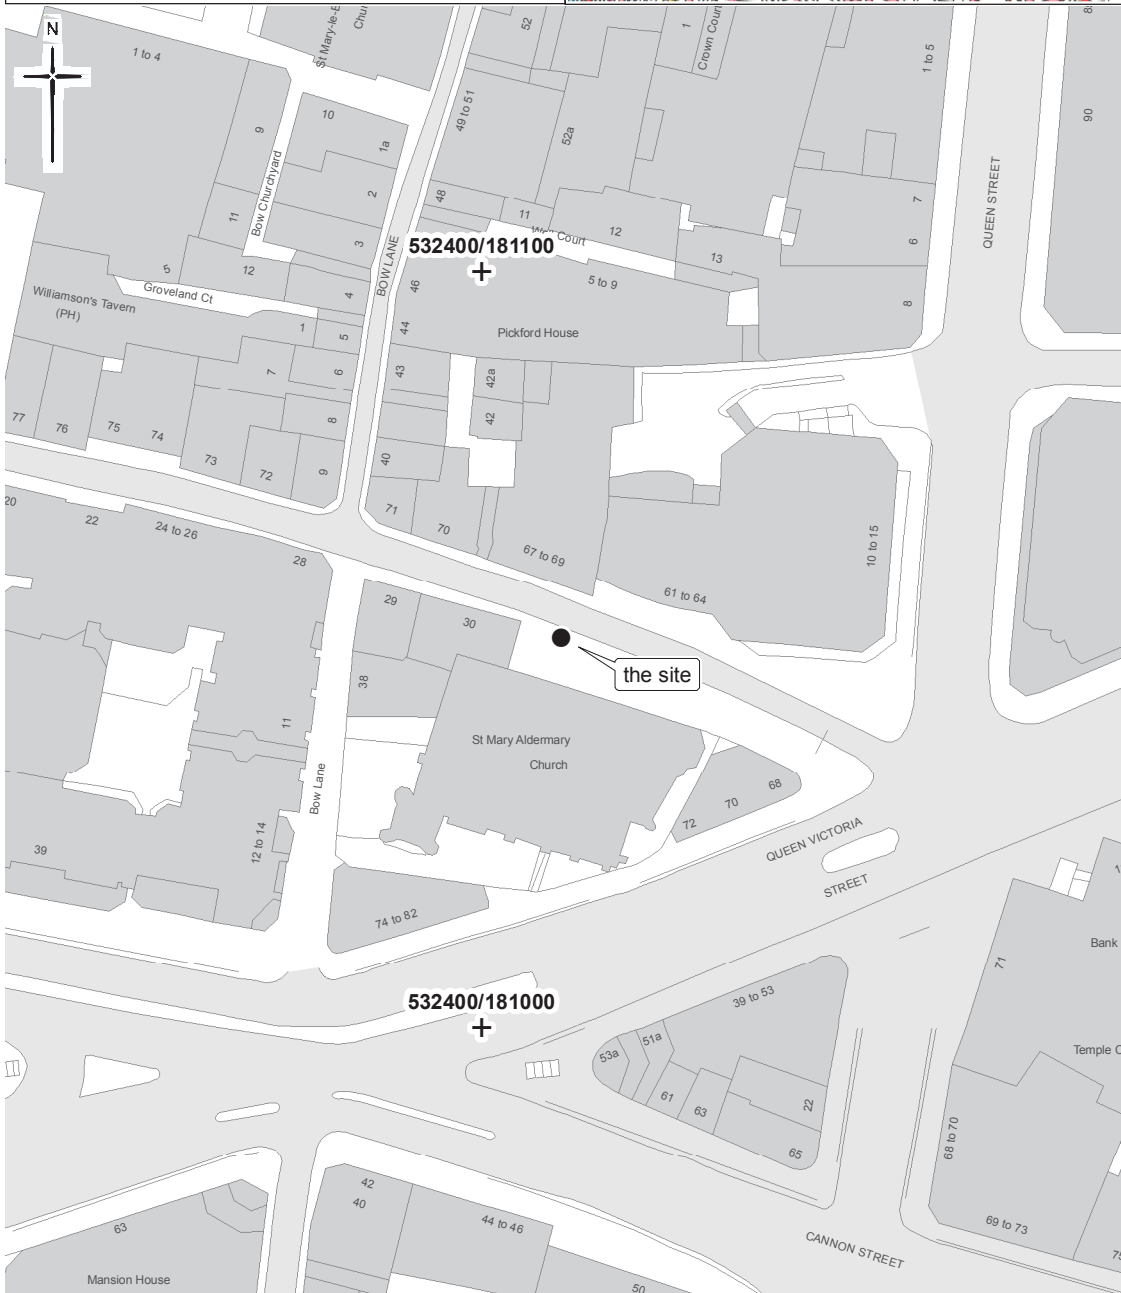 N
1 to 4
St Mary-le-B
Chu
52
1
Crown Cour
1 to 5
90
10
9
1a
49 to 51
52a
Bow Churchyard
2
48
11
11
Well Court
12
7
QUEEN STREET
3
532400/181100
6
5
12
BOW LANE
13
Williamson's Tavern
(PH)
Groveland Ct
4
46
5 to 9
8
1
5
44
Pickford House
7
6
43
42a
77
76
75
74
8
42
73
72
9
40
20
22
24 to 26
71
70
67 to 69
10 to 15
28
29
30
61 to 64
the site
38
11
St Mary Aldermary
Church
Bow Lane
68
70
72
QUEEN VICTORIA
STREET
39
12 to 14
74 to 82
Bank
71
532400/181000
39 to 53
53a
51a
Temple C
61
63
22
65
68 to 70
42
40
44 to 46
63
69 to 73
CANNON STREET
75
Mansion House
50